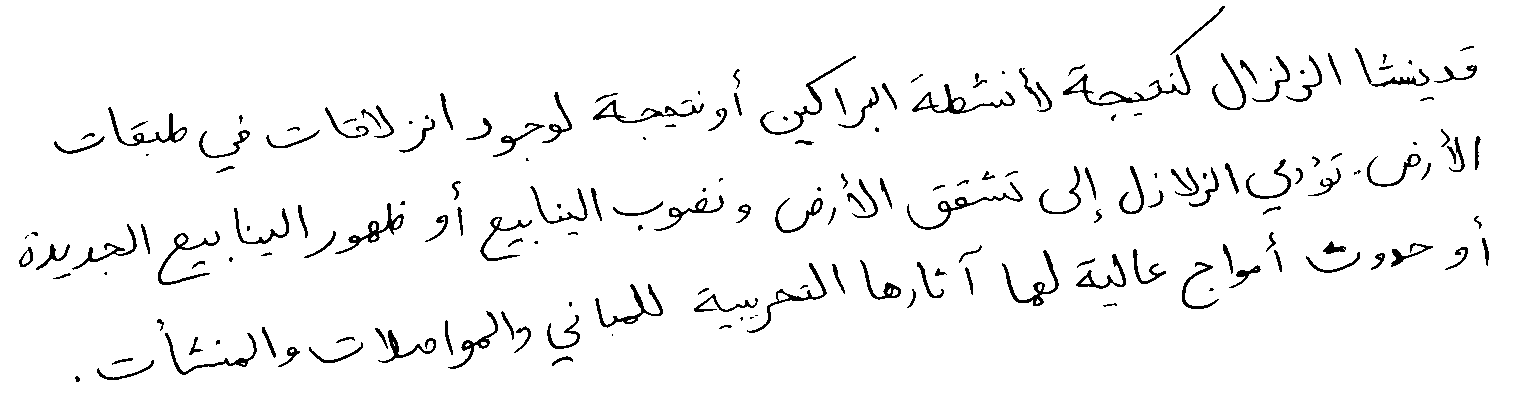 قد ينشأ الزلزال كنتيجة لأنشطة البراكين أو نتيجة لوجود انزلاقات في طبقات
الأرض. تؤدي الزلازل إلى تشقق الأرض ونضوب الينابيع أو ظهور الينابيع الجديدة
أو حدوث أمواج عالية لها آثارها التخريبية للمباني والمواصلات والمنشأت .